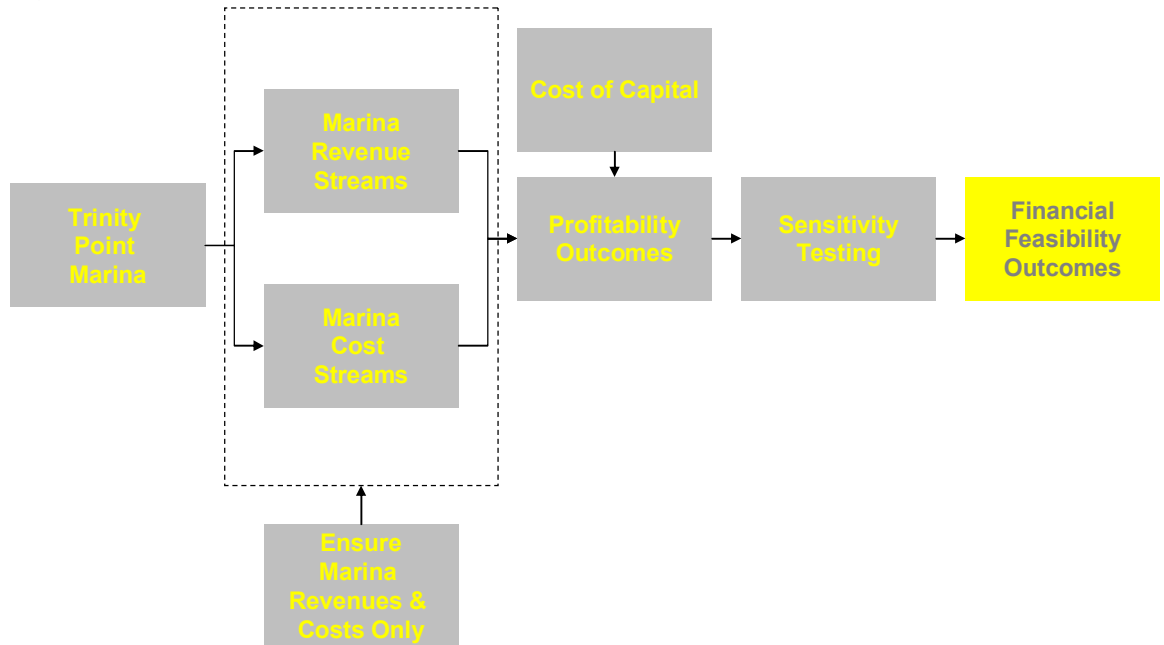 Trinity
Point
Marina
Marina
Revenue
Streams
Marina
Cost
Streams
Ensure
Marina
Revenues &
Costs Only
Cost of Capital
Profitability
Outcomes
Sensitivity
Testing
Financial
Feasibility
Outcomes